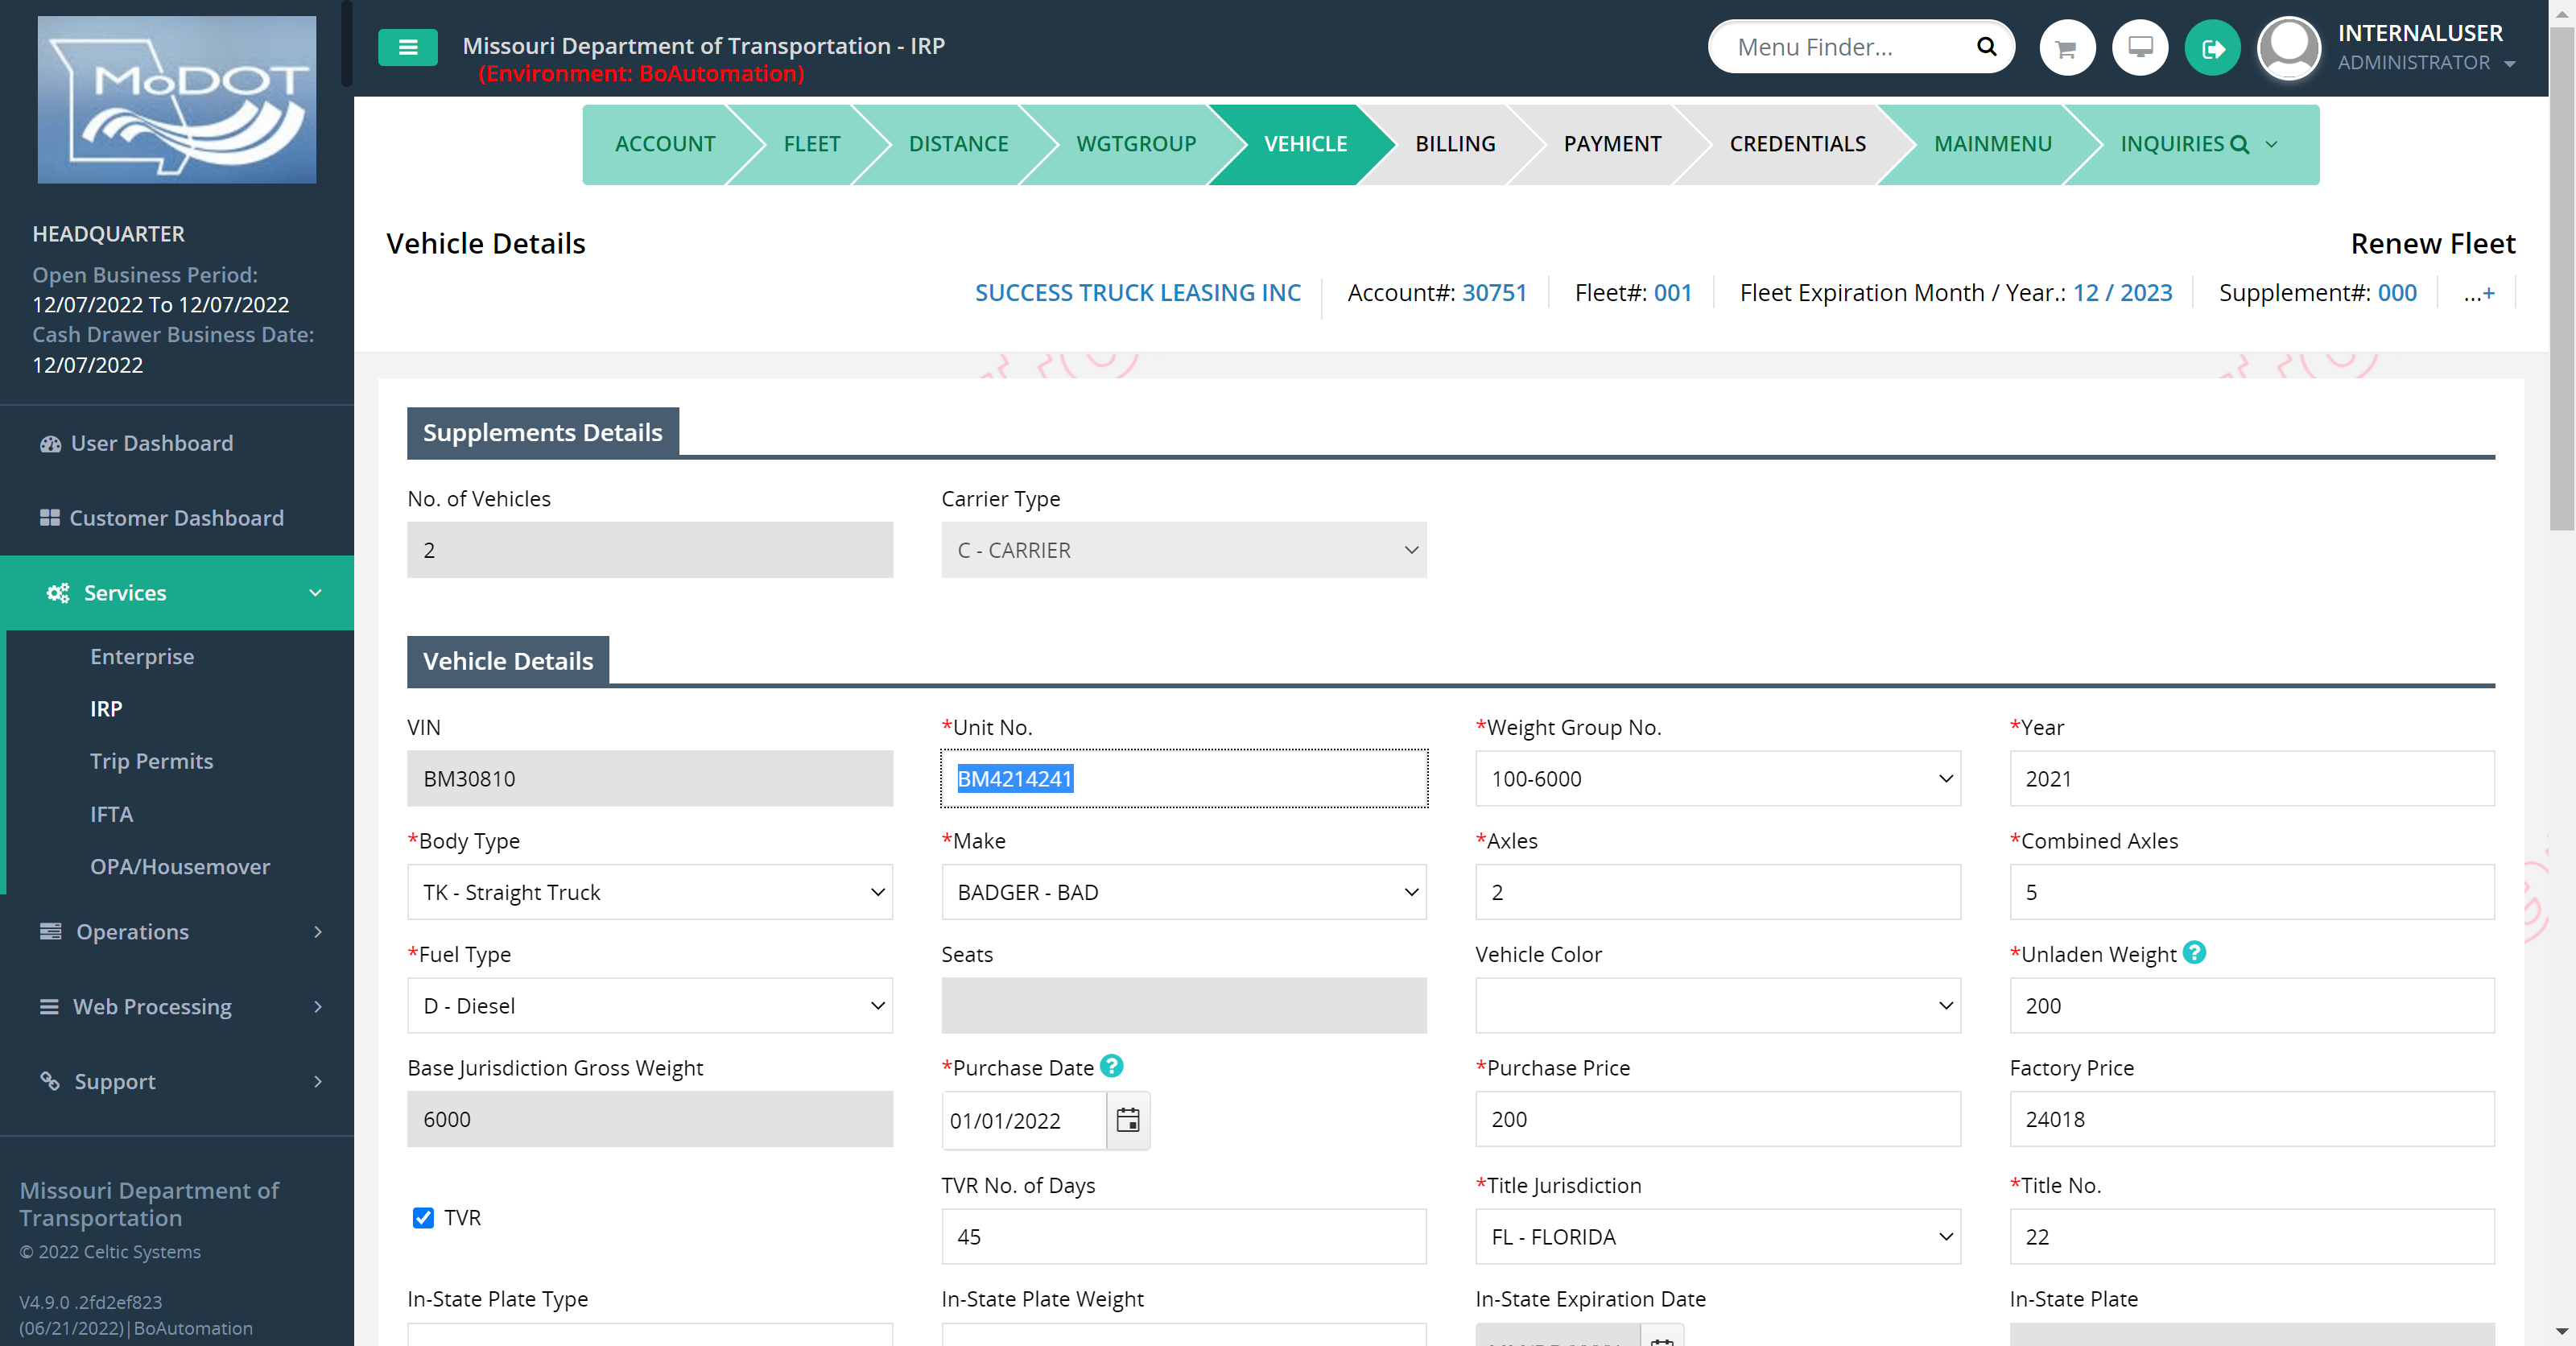 MoDOT
Missouri Department of Transportation - IRP
(Environment: BoAutomation)
Menu Finder...
INTERNALUSER
ADMINISTRATOR
ACCOUNT
FLEET
DISTANCE
WGTGROUP
VEHICLE
BILLING
PAYMENT
CREDENTIALS
MAINMENU
INQUIRIES
HEADQUARTER
Open Business Period:
12/07/2022 To 12/07/2022
Cash Drawer Business Date:
12/07/2022
User Dashboard
Customer Dashboard
Services
Enterprise
IRP
Trip Permits
IFTA
OPA/Housemover
Operations
Web Processing
Support
Missouri Department of
Transportation
© 2022 Celtic Systems
V4.9.0 .2fd2ef823
(06/21/2022)|BoAutomation
Vehicle Details
Renew Fleet
SUCCESS TRUCK LEASING INC
Account#: 30751
Fleet#: 001
Fleet Expiration Month / Year.: 12 / 2023
Supplement#: 000
...+
Supplements Details
No. of Vehicles
Carrier Type
2
C - CARRIER
Vehicle Details
VIN
*Unit No.
*Weight Group No.
*Year
BM30810
BM4214241
100-6000
2021
*Body Type
*Make
*Axles
*Combined Axles
TK - Straight Truck
BADGER - BAD
2
5
*Fuel Type
Seats
Vehicle Color
*Unladen Weight ?
D - Diesel
200
Base Jurisdiction Gross Weight
*Purchase Date ?
*Purchase Price
Factory Price
6000
01/01/2022
200
24018
TVR
TVR No. of Days
*Title Jurisdiction
*Title No.
45
FL - FLORIDA
22
In-State Plate Type
In-State Plate Weight
In-State Expiration Date
In-State Plate